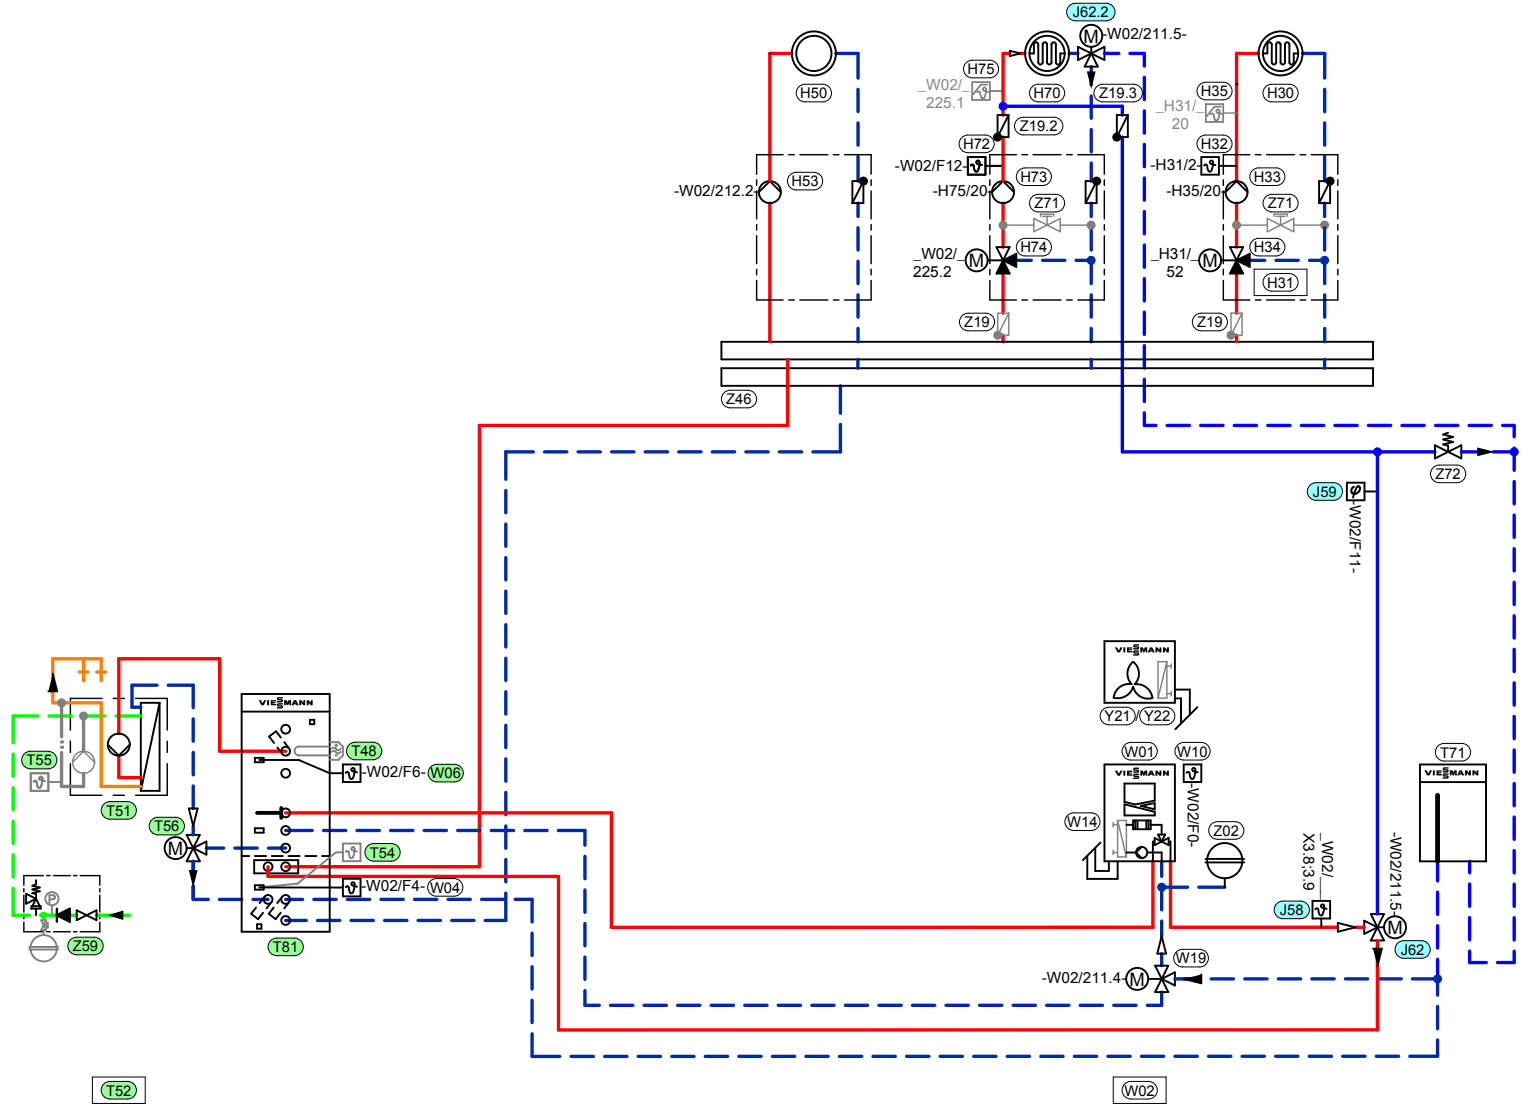 J62.2
-W02/211.5-
H50
H75
_W02/_
225.1
H70
Z19.3
H35
H30
_H31/_
20
Z19.2
H72
-W02/F12-
H32
-H31/2-
H53
-W02/212.2-
H73
-H75/20-
H33
-H35/20-
Z71
Z71
H74
_W02/_
225.2
M
H34
_H31/_
52
M
H31
Z19
Z19
Z46
Z72
J59
-W02/F11-
VIESMANN
Y21/Y22
VIESMANN
T55
T48
-W02/F6-W06
T51
T56
M
T54
-W02/F4-W04
P
Z59
T81
W01
W10
VIESMANN
-W02/F0-
W14
Z02
T71
VIESMANN
_W02/_
X3.8;3.9
-W02/211.5-
J58
M
J62
W19
-W02/211.4-M
T52
W02